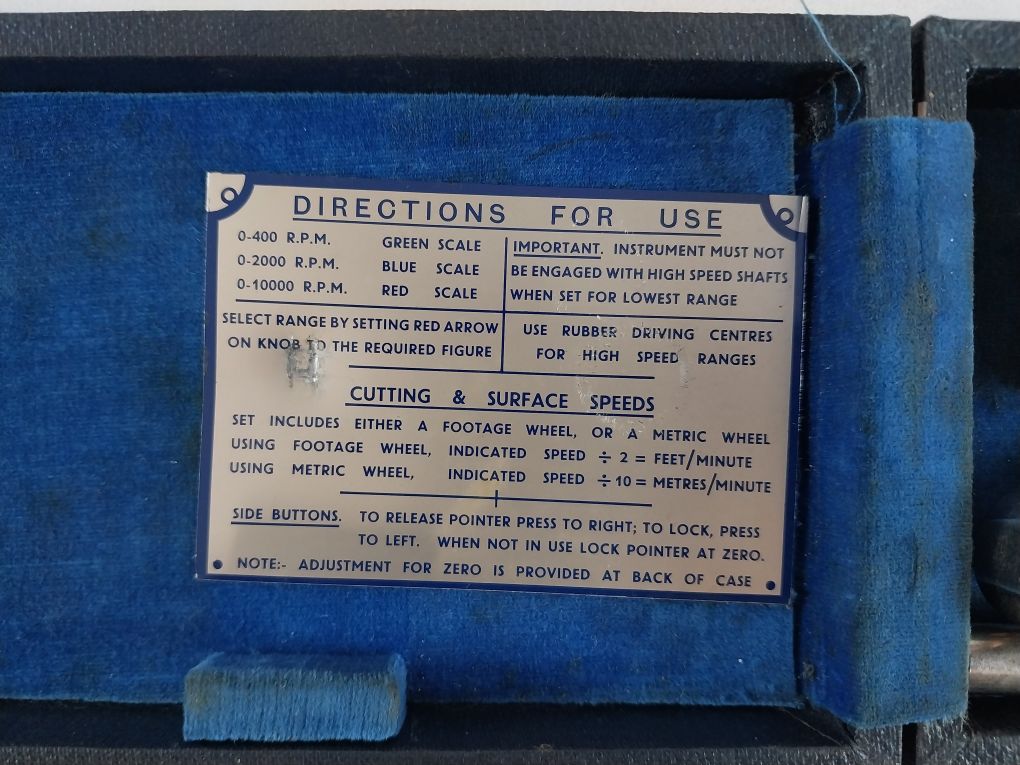 DIRECTIONS FOR USE
0-400 R.P.M. GREEN SCALE
0-2000 R.P.M. BLUE SCALE
0-10000 R.P.M. RED SCALE
IMPORTANT. INSTRUMENT MUST NOT
BE ENGAGED WITH HIGH SPEED SHAFTS
WHEN SET FOR LOWEST RANGE
SELECT RANGE BY SETTING RED ARROW
ON KNOB TO THE REQUIRED FIGURE
USE RUBBER DRIVING CENTRES
FOR HIGH SPEED RANGES
CUTTING & SURFACE SPEEDS
SET INCLUDES EITHER A FOOTAGE WHEEL, OR A METRIC WHEEL
USING FOOTAGE WHEEL, INDICATED SPEED ÷ 2 = FEET/MINUTE
USING METRIC WHEEL, INDICATED SPEED ÷ 10 = METRES/MINUTE
SIDE BUTTONS. TO RELEASE POINTER PRESS TO RIGHT; TO LOCK, PRESS
TO LEFT. WHEN NOT IN USE LOCK POINTER AT ZERO.
NOTE:- ADJUSTMENT FOR ZERO IS PROVIDED AT BACK OF CASE